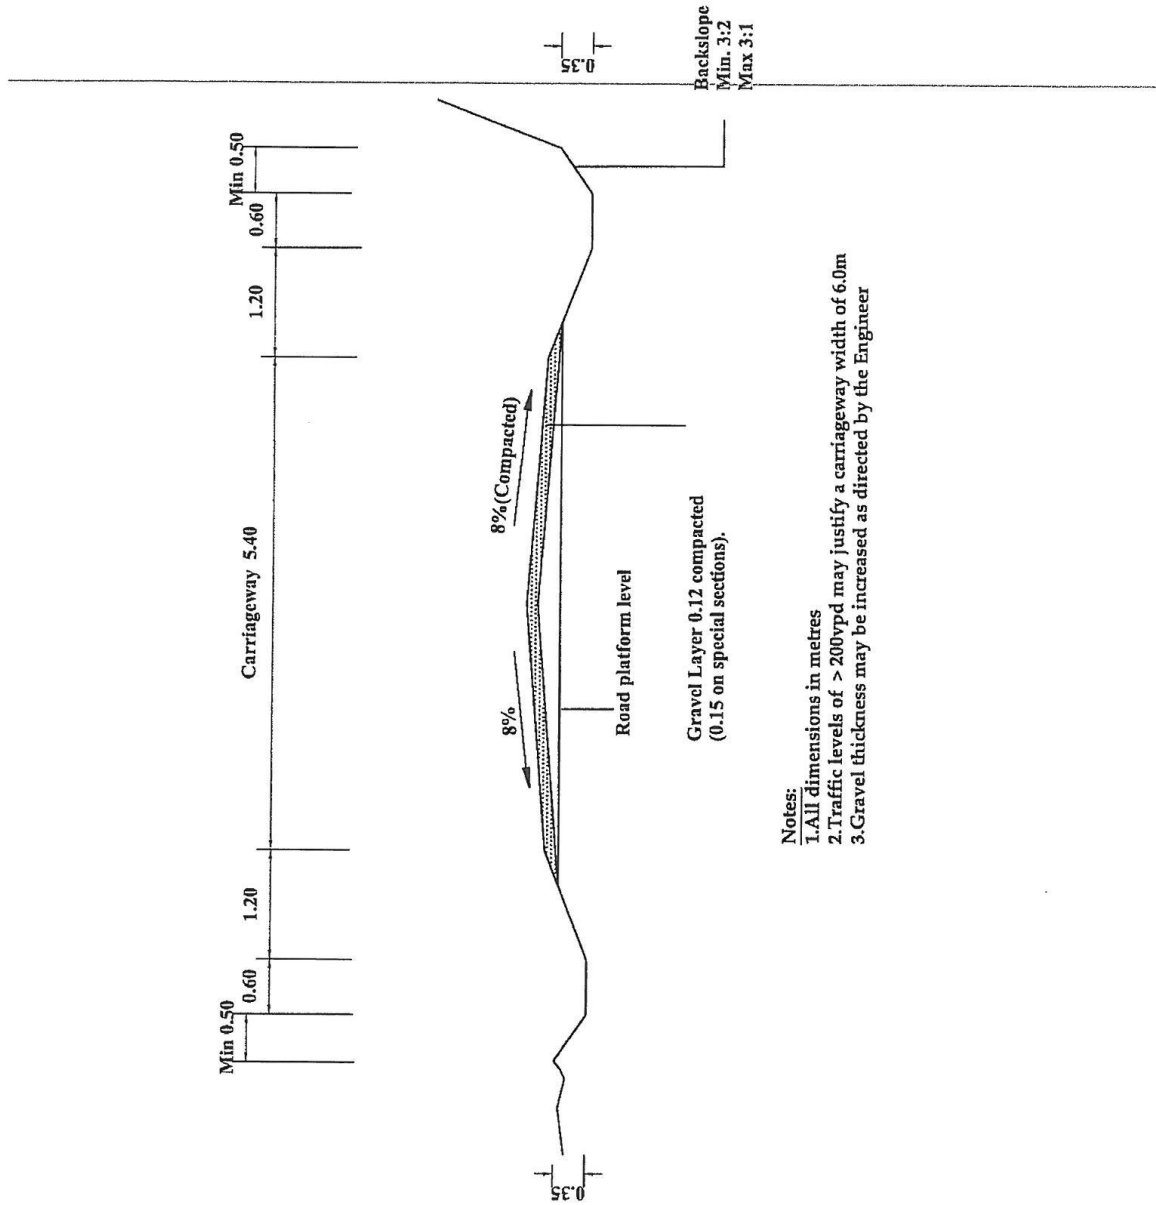 Min 0.50
0.60
1.20
Carriageway 5.40
1.20
0.60
Min 0.50
8%
8%(Compacted)
0.35
0.35
Road platform level
Gravel Layer 0.12 compacted
(0.15 on special sections).
Backslope
Min. 3:2
Max 3:1
Notes:
1.All dimensions in metres
2.Traffic levels of > 200vpd may justify a carriageway width of 6.0m
3.Gravel thickness may be increased as directed by the Engineer